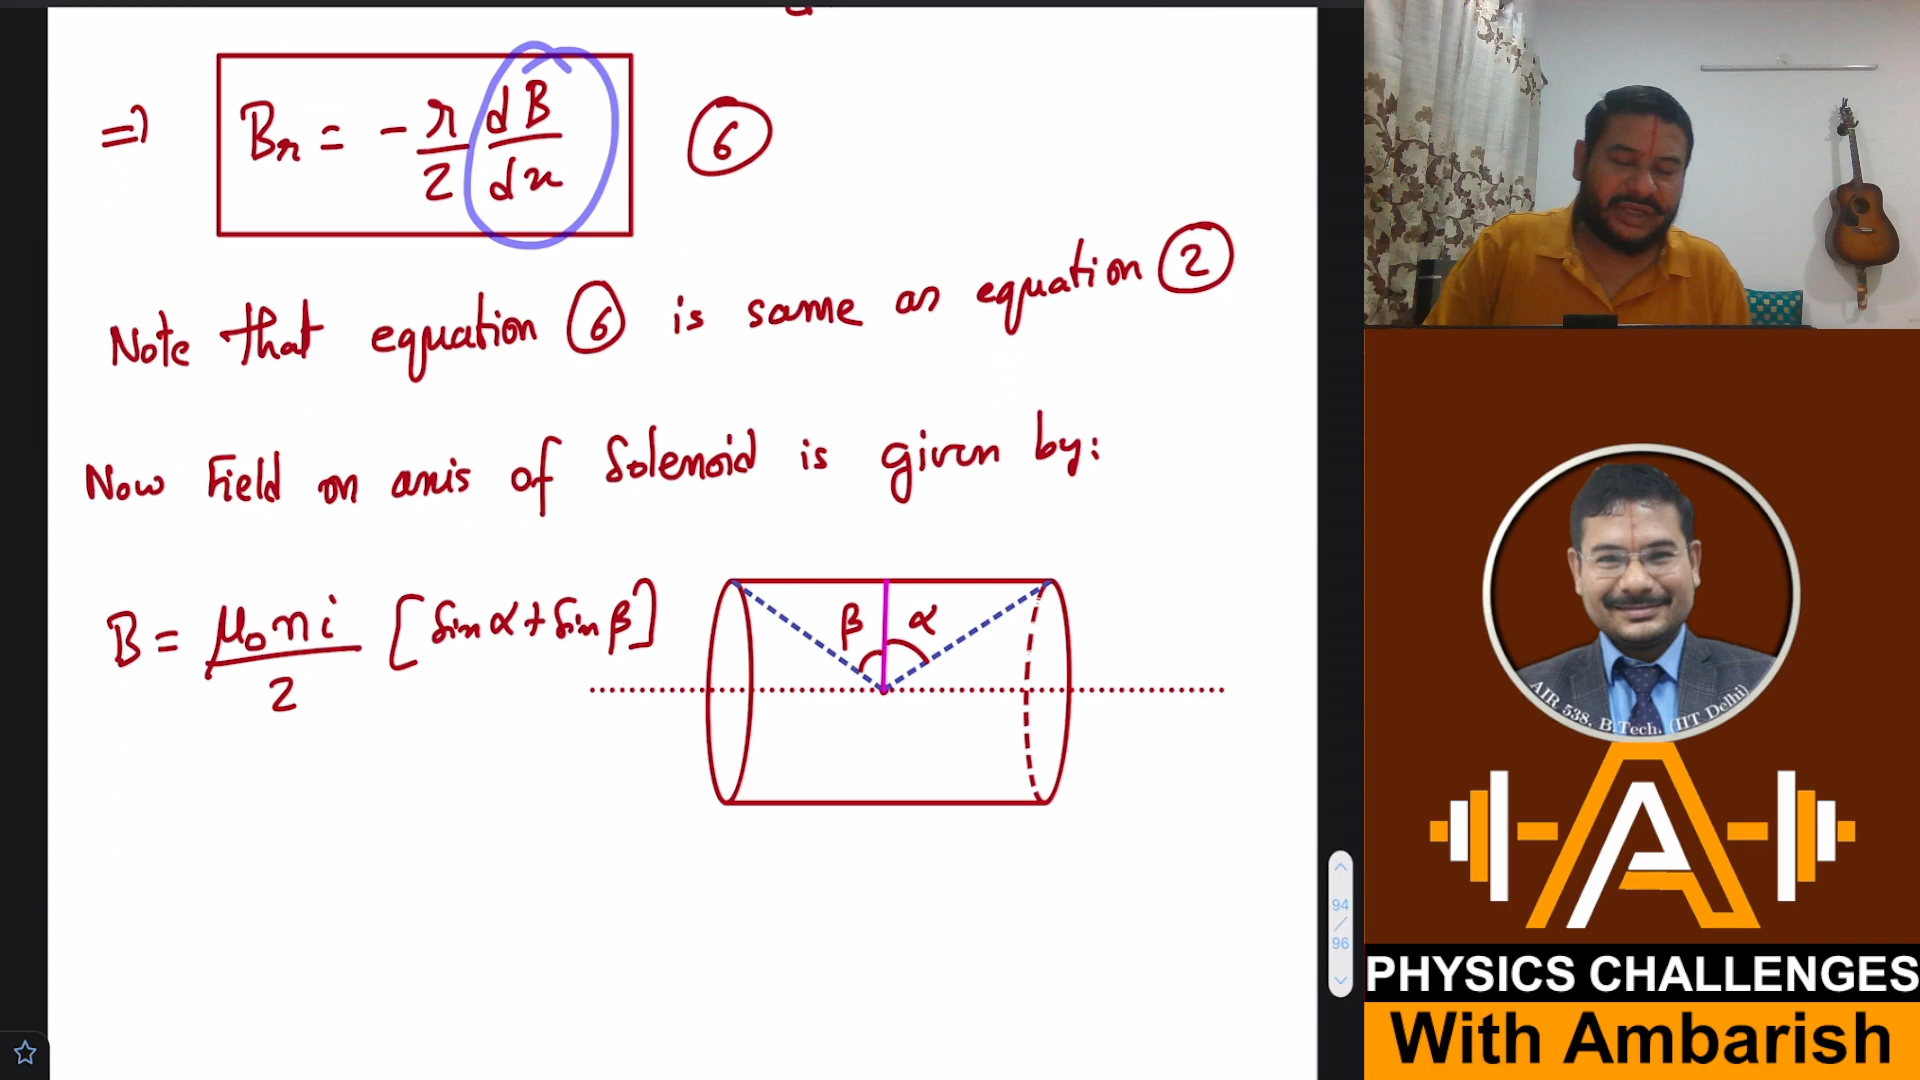 ⇒ Br = - r/2 dB/dx ⑥
Note that equation ⑥ is same as equation ②
Now Field on axis of Solenoid is given by:
B = μ₀ni/2 [Sin α + Sin β]
β α
94
/
96
AIR 538, B.Tech. (IIT Delhi)
A
PHYSICS CHALLENGES
With Ambarish